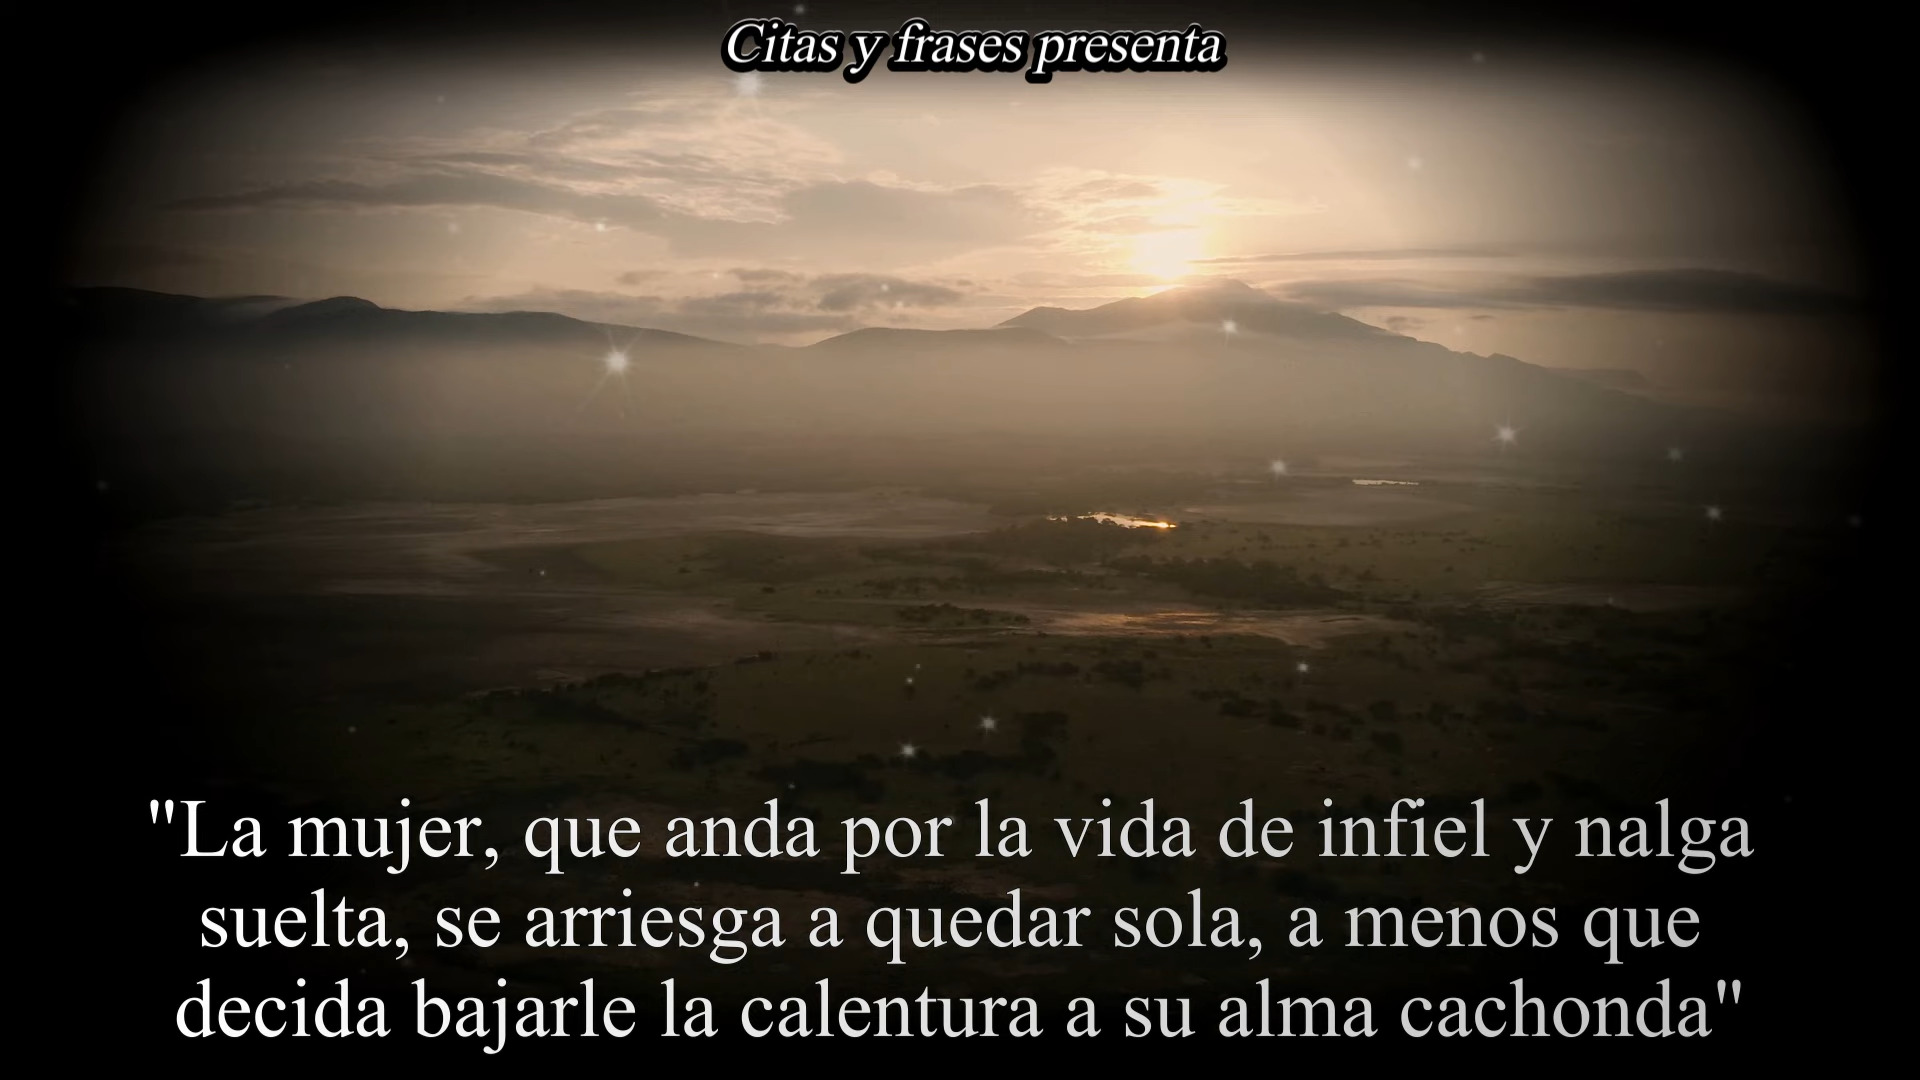 Citas y frases presenta
"La mujer, que anda por la vida de infiel y nalga
suelta, se arriesga a quedar sola, a menos que
decida bajarle la calentura a su alma cachonda"